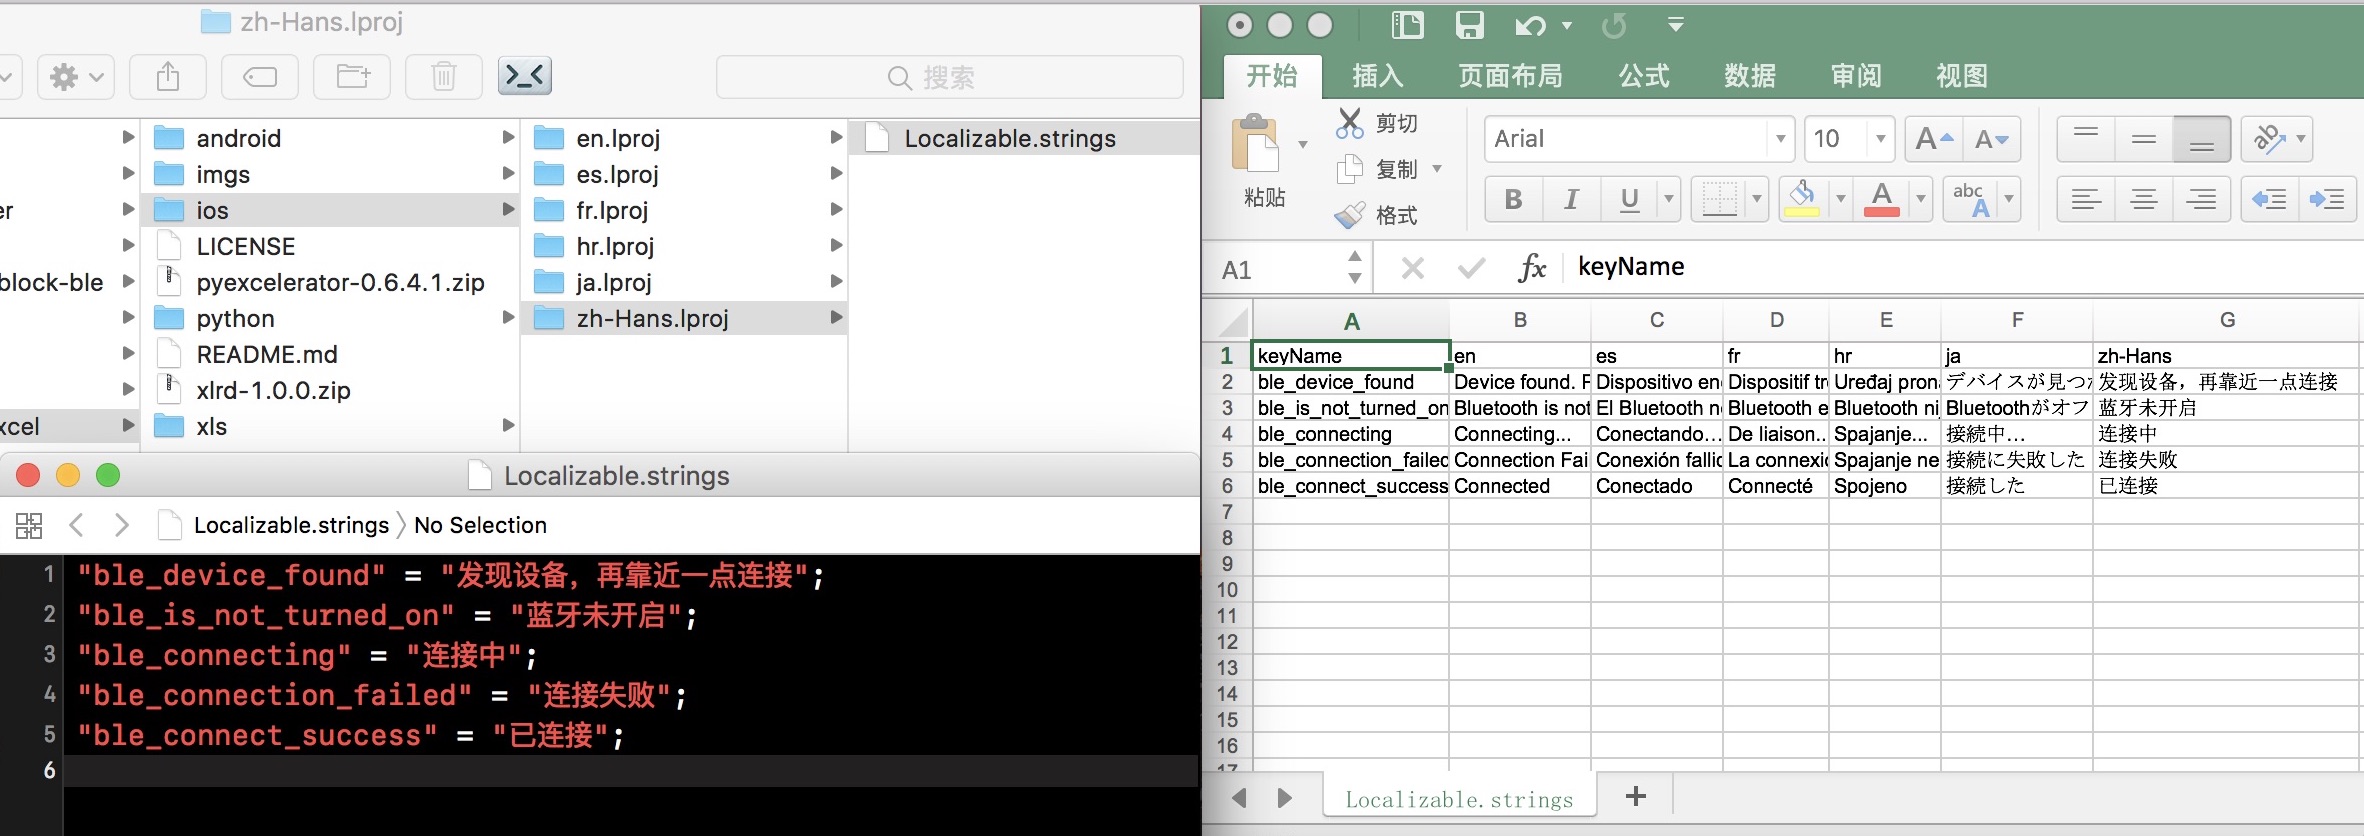 zh-Hans.lproj
搜索
android
imgs
ios
LICENSE
block-ble
pyexcelerator-0.6.4.1.zip
python
README.md
xlrd-1.0.0.zip
xls
en.lproj
es.lproj
fr.lproj
hr.lproj
ja.lproj
zh-Hans.lproj
Localizable.strings
Localizable.strings
Localizable.strings 〉 No Selection
1 "ble_device_found" = "发现设备，再靠近一点连接";
2 "ble_is_not_turned_on" = "蓝牙未开启";
3 "ble_connecting" = "连接中";
4 "ble_connection_failed" = "连接失败";
5 "ble_connect_success" = "已连接";
6
开始 插入 页面布局 公式 数据 审阅 视图
粘贴
剪切
复制
格式
Arial 10 A A
B I U A abc A ab
A1 fx keyName
A B C D E F G
1 keyName en es fr hr ja zh-Hans
2 ble_device_found Device found. Dispositivo Dispositif Uređaj デバイスが見つ 发现设备，再靠近一点连接
3 ble_is_not_turned_on Bluetooth is not El Bluetooth Bluetooth Bluetooth Bluetoothがオフ 蓝牙未开启
4 ble_connecting Connecting... Conectando... De liaison.. Spajanje... 接続中... 连接中
5 ble_connection_failed Connection Conexión La Spajanje 接続に失敗した 连接失败
6 ble_connect_success Connected Conectado Connecté Spojeno 接続した 已连接
7
8
9
10
11
12
13
14
15
16
17
Localizable.strings +